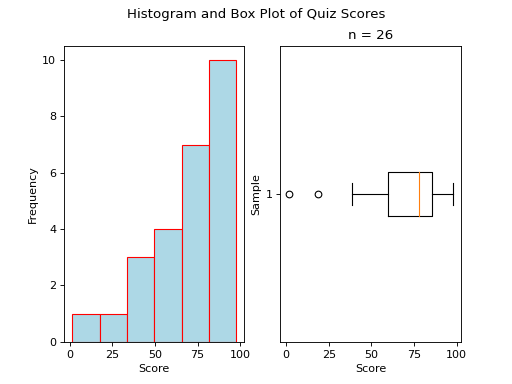 Histogram and Box Plot of Quiz Scores
n = 26
10
8
6
4
2
0
Frequency
0 25 50 75 100
Score
Sample
1
0 25 50 75 100
Score